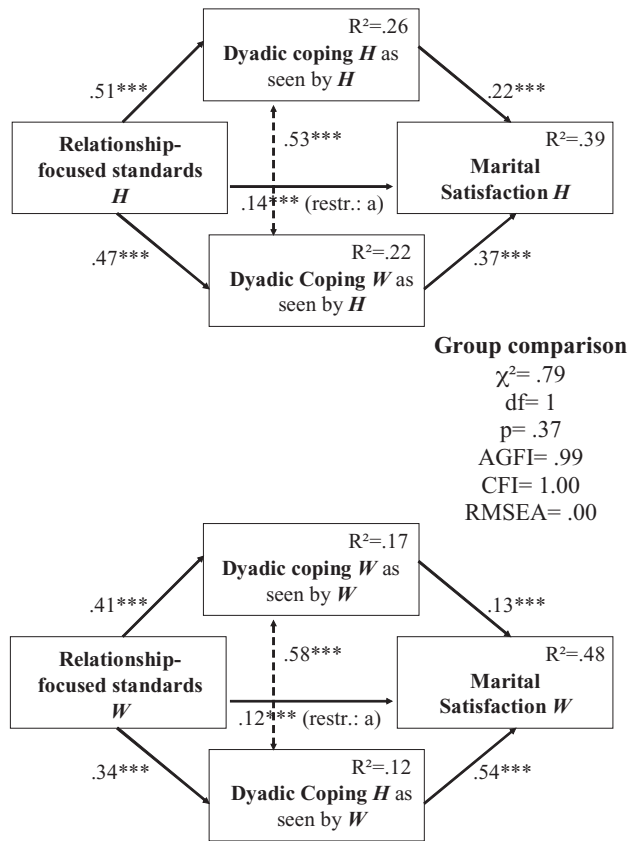 R²=.26
Dyadic coping H as
seen by H
.51***
.22***
Relationship-
focused standards
H
.53***
R²=.39
Marital
Satisfaction H
.14*** (restr.: a)
.47***
R²=.22
Dyadic Coping W as
seen by H
.37***
Group comparison
χ²= .79
df= 1
p= .37
AGFI= .99
CFI= 1.00
RMSEA= .00
R²=.17
Dyadic coping W as
seen by W
.41***
.13***
Relationship-
focused standards
W
.58***
R²=.48
Marital
Satisfaction W
.12*** (restr.: a)
.34***
R²=.12
Dyadic Coping H as
seen by W
.54***